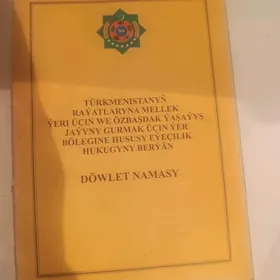 TÜRKMENISTANYŇ
RAÝATLARYNA MELLEK
ÝERI ÜÇIN WE ÖZBAŞDAK ÝAŞAÝYŞ
JAÝYNY GURMAK ÜÇIN ÝER
BÖLEGINE HUSUSY EÝEÇILIK
HUKUGYNY BERÝÄN
DÖWLET NAMASY